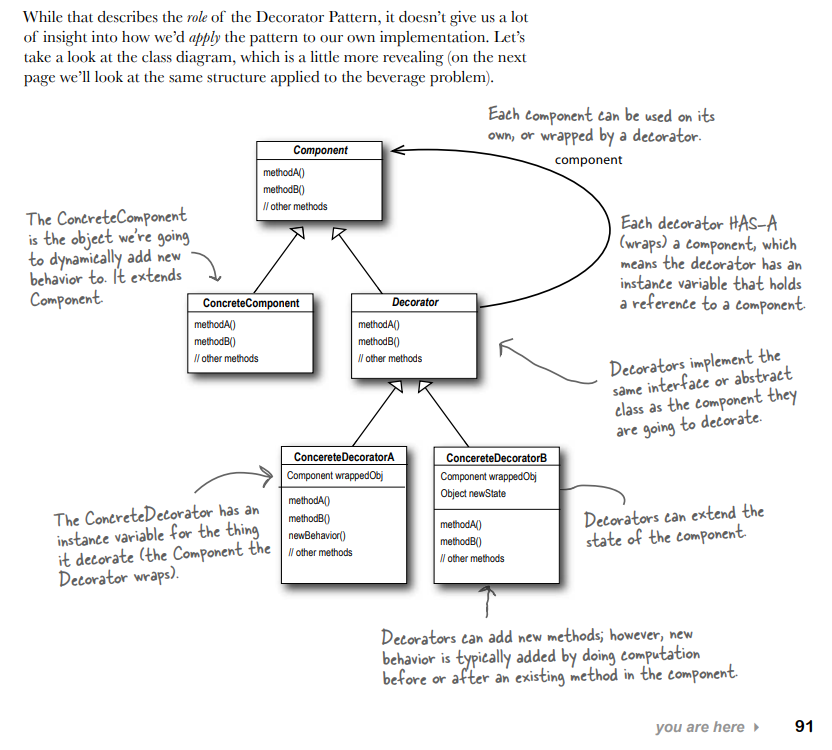 While that describes the role of the Decorator Pattern, it doesn't give us a lot
of insight into how we'd apply the pattern to our own implementation. Let's
take a look at the class diagram, which is a little more revealing (on the next
page we'll look at the same structure applied to the beverage problem).
Each component can be used on its
own, or wrapped by a decorator.
component
Component
methodA()
methodB()
// other methods
The ConcreteComponent
is the object we're going
to dynamically add new
behavior to. It extends
Component.
Each decorator HAS-A
(wraps) a component, which
means the decorator has an
instance variable that holds
a reference to a component.
ConcreteComponent
methodA()
methodB()
// other methods
Decorator
methodA()
methodB()
// other methods
Decorators implement the
same interface or abstract
class as the component they
are going to decorate.
ConcereteDecoratorA
Component wrappedObj
methodA()
methodB()
newBehavior()
// other methods
ConcereteDecoratorB
Component wrappedObj
Object newState
methodA()
methodB()
// other methods
The ConcreteDecorator has an
instance variable for the thing
it decorate (the Component the
Decorator wraps).
Decorators can extend the
state of the component.
Decorators can add new methods; however, new
behavior is typically added by doing computation
before or after an existing method in the component.
you are here 91